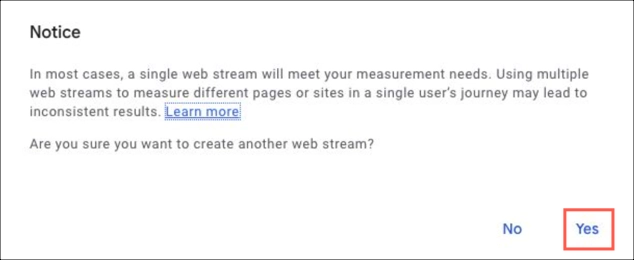 Notice
In most cases, a single web stream will meet your measurement needs. Using multiple
web streams to measure different pages or sites in a single user's journey may lead to
inconsistent results. Learn more
Are you sure you want to create another web stream?
No Yes